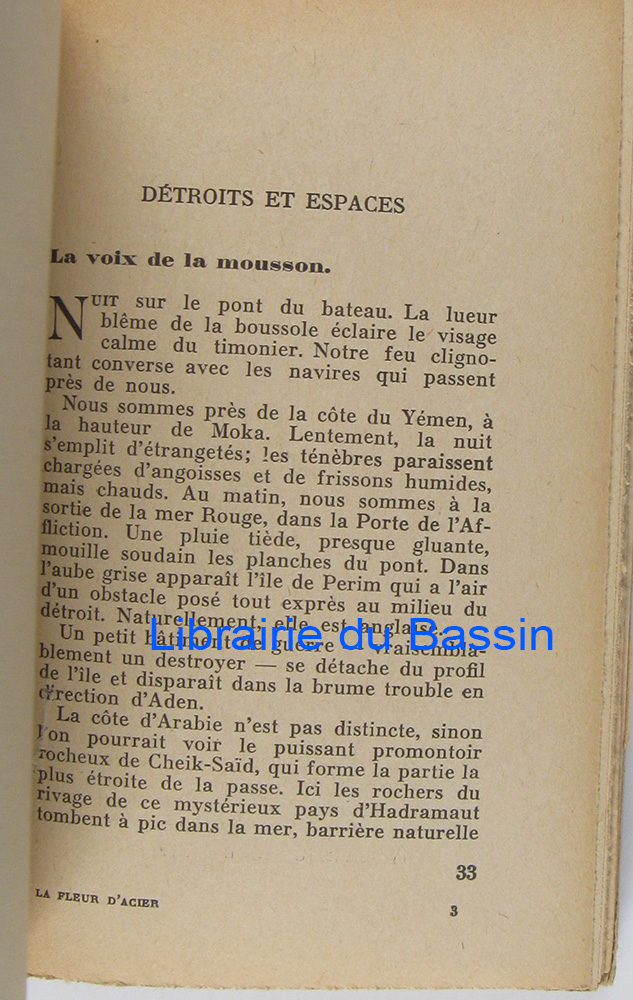 DÉTROITS ET ESPACES
La voix de la mousson.
NUIT sur le pont du bateau. La lueur
blême de la boussole éclaire le visage
calme du timonier. Notre feu cligno-
tant converse avec les navires qui passent
près de nous.
Nous sommes près de la côte du Yémen, à
la hauteur de Moka. Lentement, la nuit
s'emplit d'étrangetés; les ténèbres paraissent
chargées d'angoisses et de frissons humides,
mais chauds. Au matin, nous sommes à la
sortie de la mer Rouge, dans la Porte de l'Af-
fliction. Une pluie tiède, presque gluante,
mouille soudain les planches du pont. Dans
l'aube grise apparaît l'île de Perim qui a l'air
d'un obstacle posé tout exprès au milieu du
détroit. Naturellement, elle est anglaise.
Librairie du Bassin
Un petit bâtiment de guerre vraisembla-
blement un destroyer — se détache du profil
de l'île et disparaît dans la brume trouble en
direction d'Aden.
La côte d'Arabie n'est pas distincte, sinon
l'on pourrait voir le puissant promontoir
rocheux de Cheik-Saïd, qui forme la partie la
plus étroite de la passe. Ici les rochers du
rivage de ce mystérieux pays d'Hadramaut
tombent à pic dans la mer, barrière naturelle
33
LA FLEUR D'ACIER
3